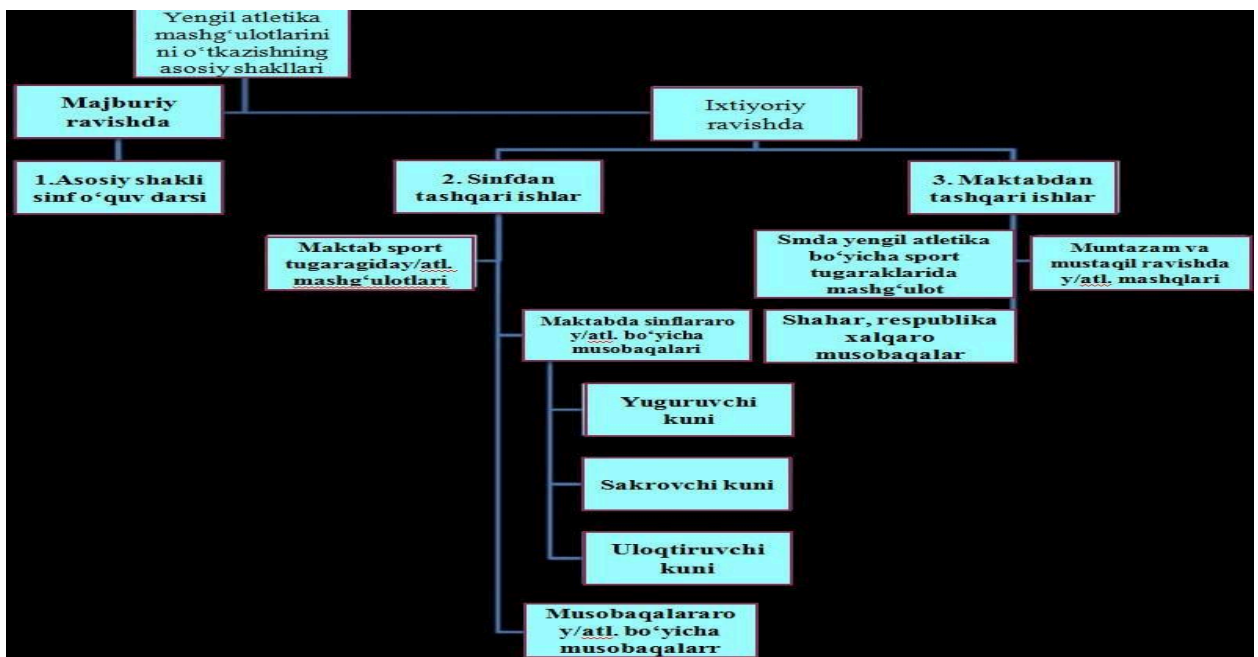 Yengil atletika
mashg‘ulotlarini
ni o‘tkazishning
asosiy shakllari
Majburiy
ravishda
Ixtiyoriy
ravishda
1.Asosiy shakli
sinf o‘quv darsi
2. Sinfdan
tashqari ishlar
3. Maktabdan
tashqari ishlar
Maktab sport
tugaragiday/atl.
mashg‘ulotlari
Smda yengil atletika
bo‘yicha sport
tugaraklarida
mashg‘ulot
Muntazam va
mustaqil ravishda
y/atl. mashqlari
Maktabda sinflararo
y/atl. bo‘yicha
musobaqalari
Shahar, respublika
xalqaro
musobaqalar
Yuguruvchi
kuni
Sakrovchi kuni
Uloqtiruvchi
kuni
Musobaqalararo
y/atl. bo‘yicha
musobaqalarr